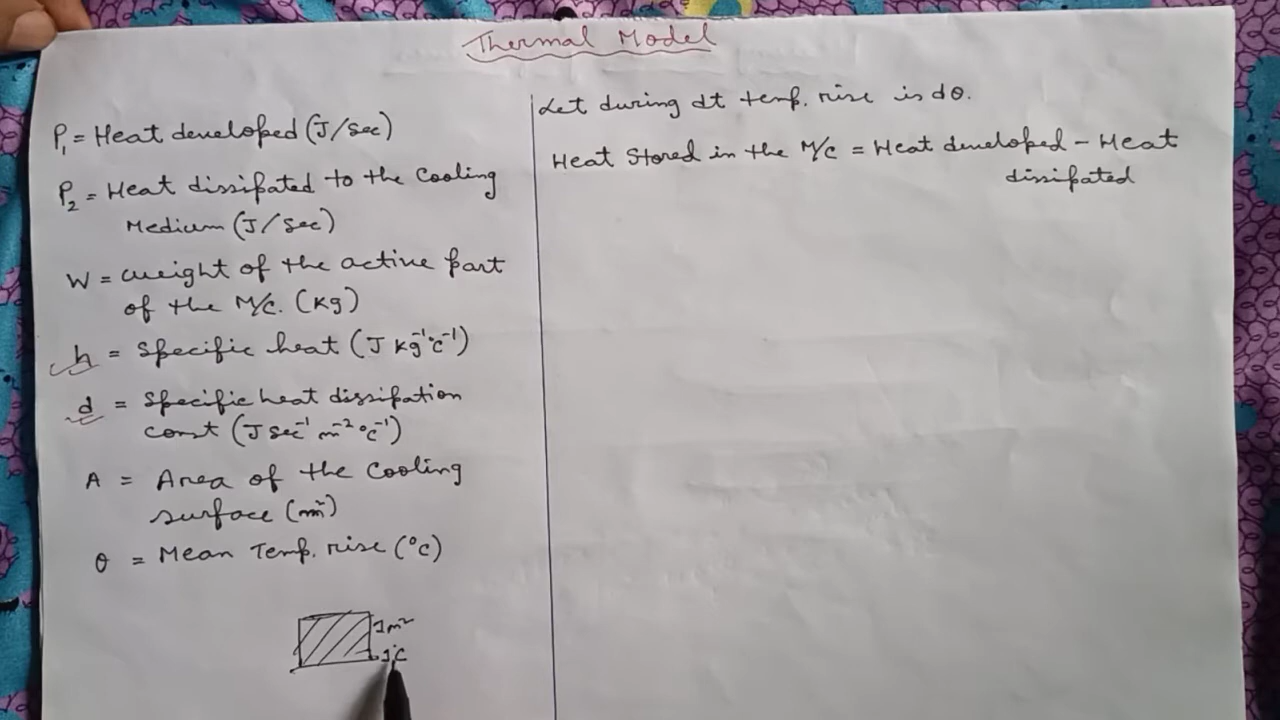 Thermal Model
P₁ = Heat developed (J/sec)
P₂ = Heat dissipated to the cooling
Medium (J/sec)
W = weight of the active part
of the M/c. (Kg)
h = Specific heat (J Kg⁻¹ °c⁻¹)
d = Specific heat dissipation
const (J sec⁻¹ m⁻² °c⁻¹)
A = Area of the cooling
surface (m²)
θ = Mean Temp. rise (°c)
1m²
1°c
Let during dt temp. rise is dθ.
Heat Stored in the M/c = Heat developed - Heat
dissipated